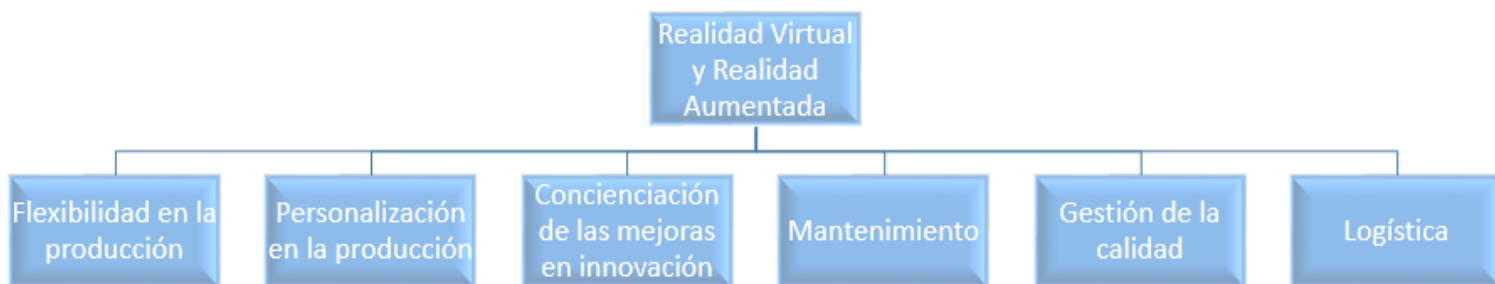 Realidad Virtual
y Realidad
Aumentada
Flexibilidad en la
producción
Personalización
en la producción
Concienciación
de las mejoras
en innovación
Mantenimiento
Gestión de la
calidad
Logística